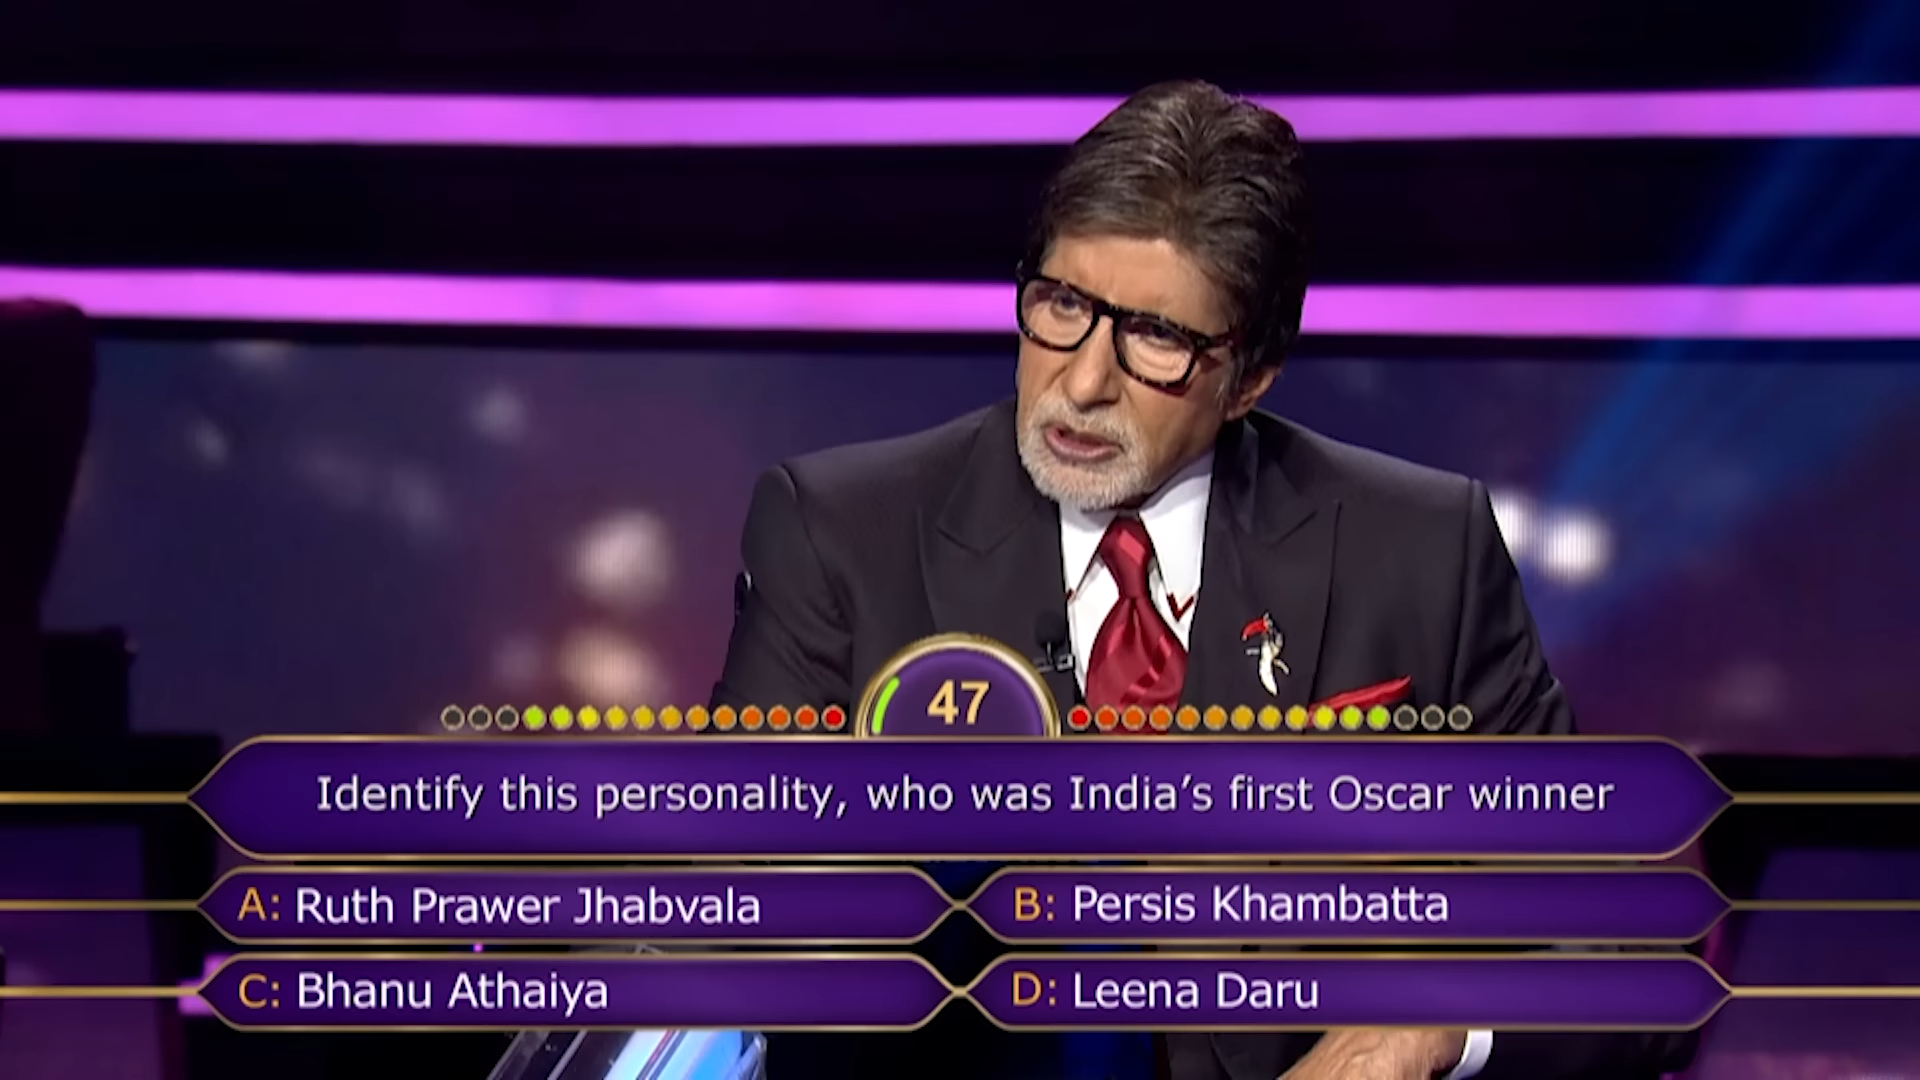 47
Identify this personality, who was India’s first Oscar winner
A: Ruth Prawer Jhabvala
B: Persis Khambatta
C: Bhanu Athaiya
D: Leena Daru